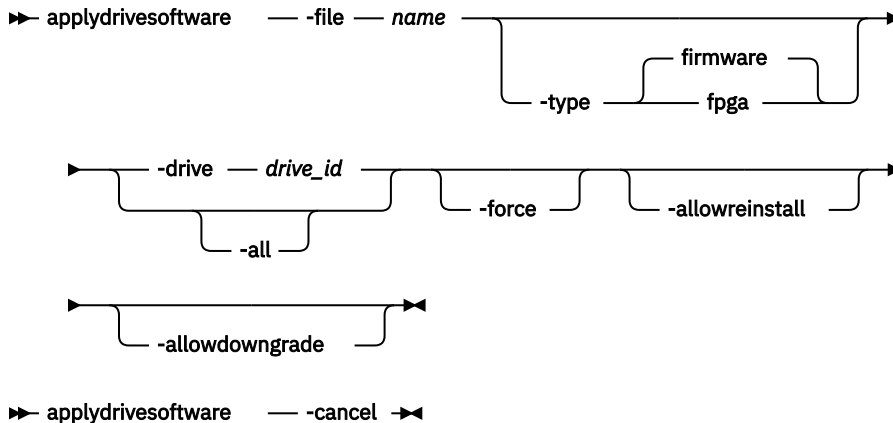 applydrivesoftware -file name
firmware
-type fpga
-drive drive_id
-force -allowreinstall
-all
-allowdowngrade
applydrivesoftware -cancel